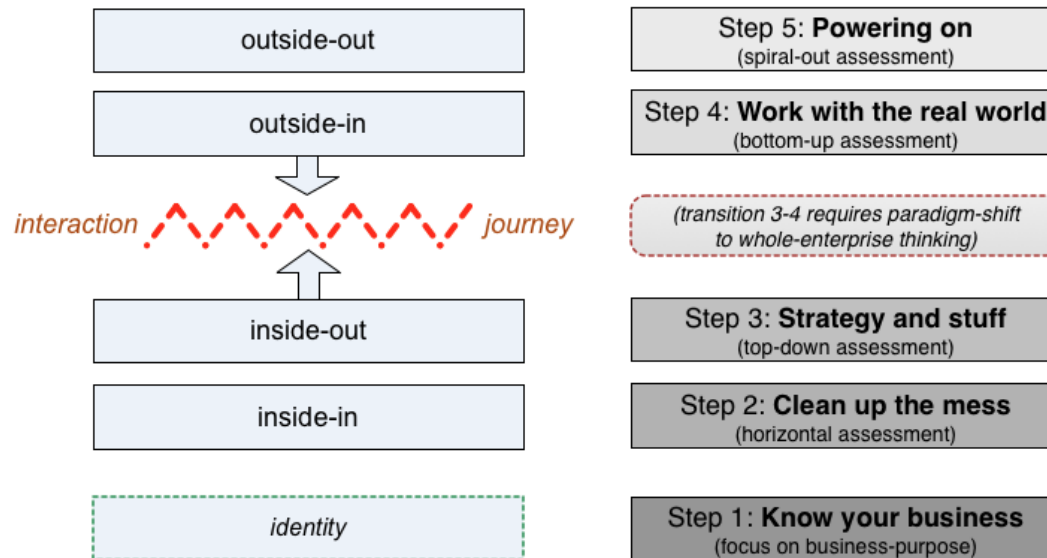 outside-out
Step 5: Powering on
(spiral-out assessment)
outside-in
Step 4: Work with the real world
(bottom-up assessment)
interaction
journey
(transition 3-4 requires paradigm-shift
to whole-enterprise thinking)
inside-out
Step 3: Strategy and stuff
(top-down assessment)
inside-in
Step 2: Clean up the mess
(horizontal assessment)
identity
Step 1: Know your business
(focus on business-purpose)